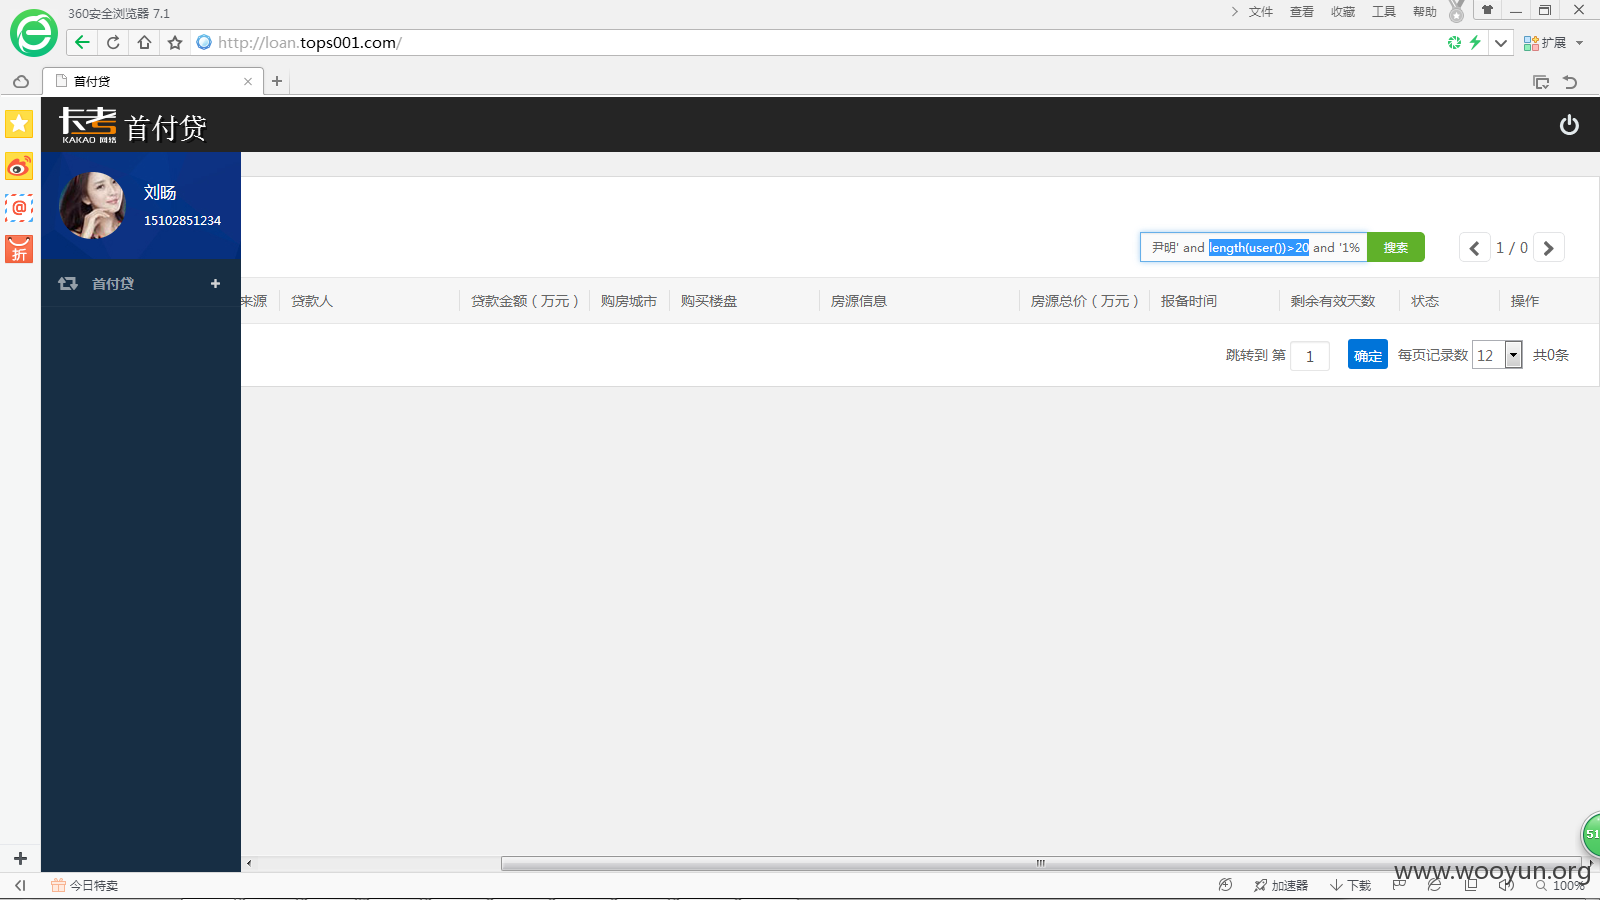 360安全浏览器 7.1
文件 查看 收藏 工具 帮助
http://loan.tops001.com/
扩展
首付贷
卡考 KAKAO 网络 首付贷
刘旸
15102851234
首付贷
尹明' and length(user())>20 and '1%
搜索
1 / 0
来源 贷款人 贷款金额（万元） 购房城市 购买楼盘 房源信息 房源总价（万元） 报备时间 剩余有效天数 状态 操作
跳转到 第 1 确定 每页记录数 12 共0条
@
折
51
www.wooyun.org
今日特卖
加速器 下载 100%